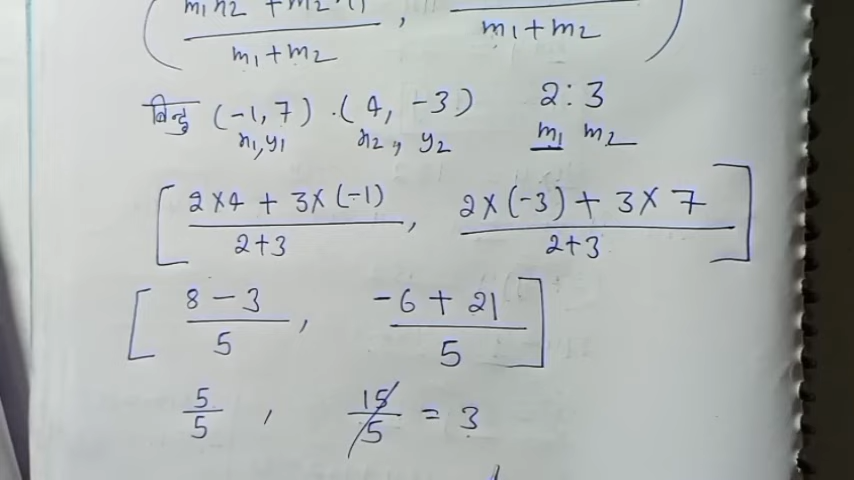 m₁x₂ + m₂x₁ / m₁+m₂ , / m₁+m₂
बिन्दु (-1, 7) . (4, -3) 2:3
x₁, y₁ x₂, y₂ m₁ m₂
[ 2×4 + 3×(-1) / 2+3 , 2×(-3) + 3×7 / 2+3 ]
[ 8-3 / 5 , -6+21 / 5 ]
5/5 , 15/5 = 3